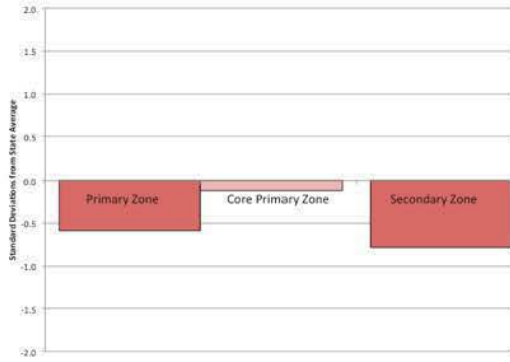 Standard Deviations from State Average
2.0
1.5
1.0
0.5
0.0
-0.5
-1.0
-1.5
-2.0
Primary Zone
Core Primary Zone
Secondary Zone